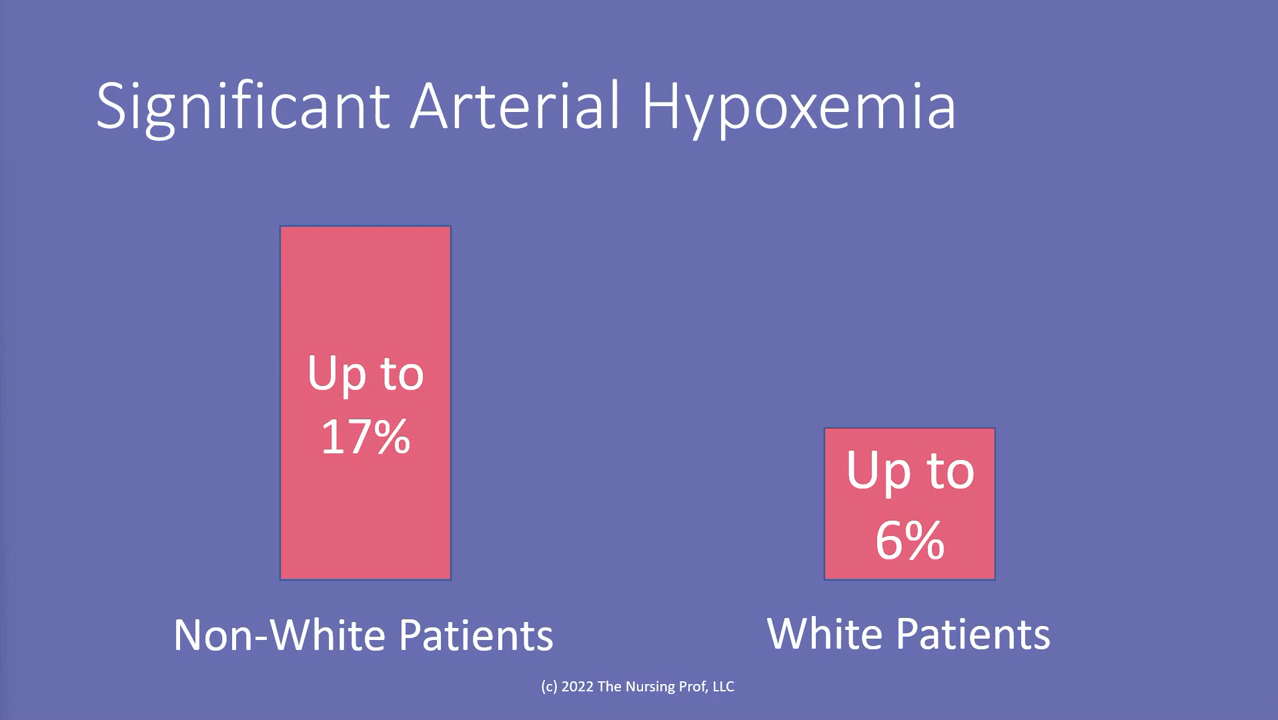 Significant Arterial Hypoxemia
Up to
17%
Up to
6%
Non-White Patients
White Patients
(c) 2022 The Nursing Prof, LLC